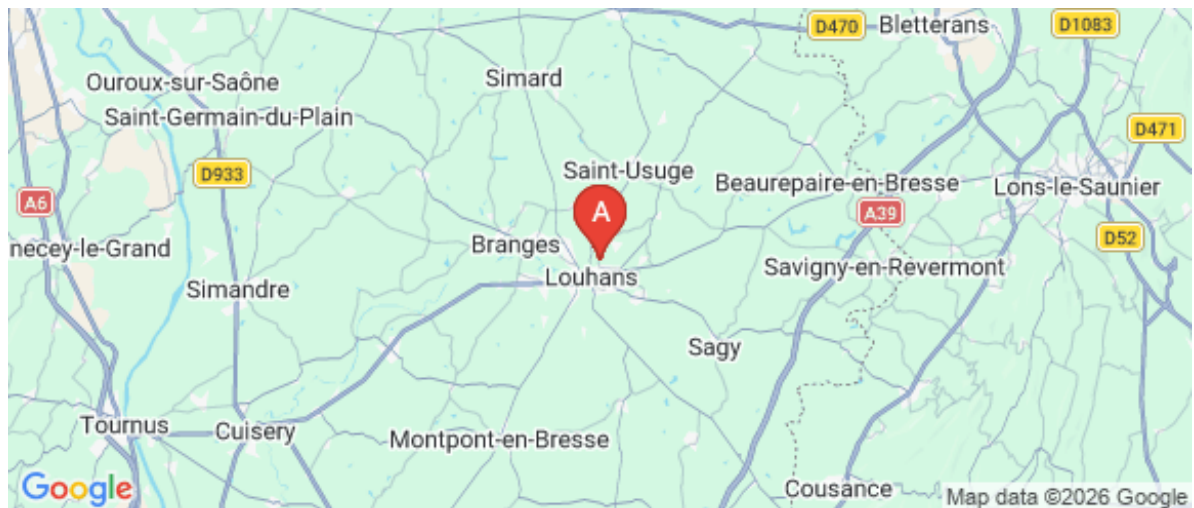 D470
Bletterans
D1083
Ouroux-sur-Saône
Simard
Saint-Germain-du-Plain
D471
D933
Saint-Usuge
Beaurepaire-en-Bresse
Lons-le-Saunier
A6
A
A39
necey-le-Grand
Branges
D52
Louhans
Savigny-en-Revermont
Simandre
Sagy
Tournus
Cuisery
Montpont-en-Bresse
Google
Cousance
Map data ©2026 Google